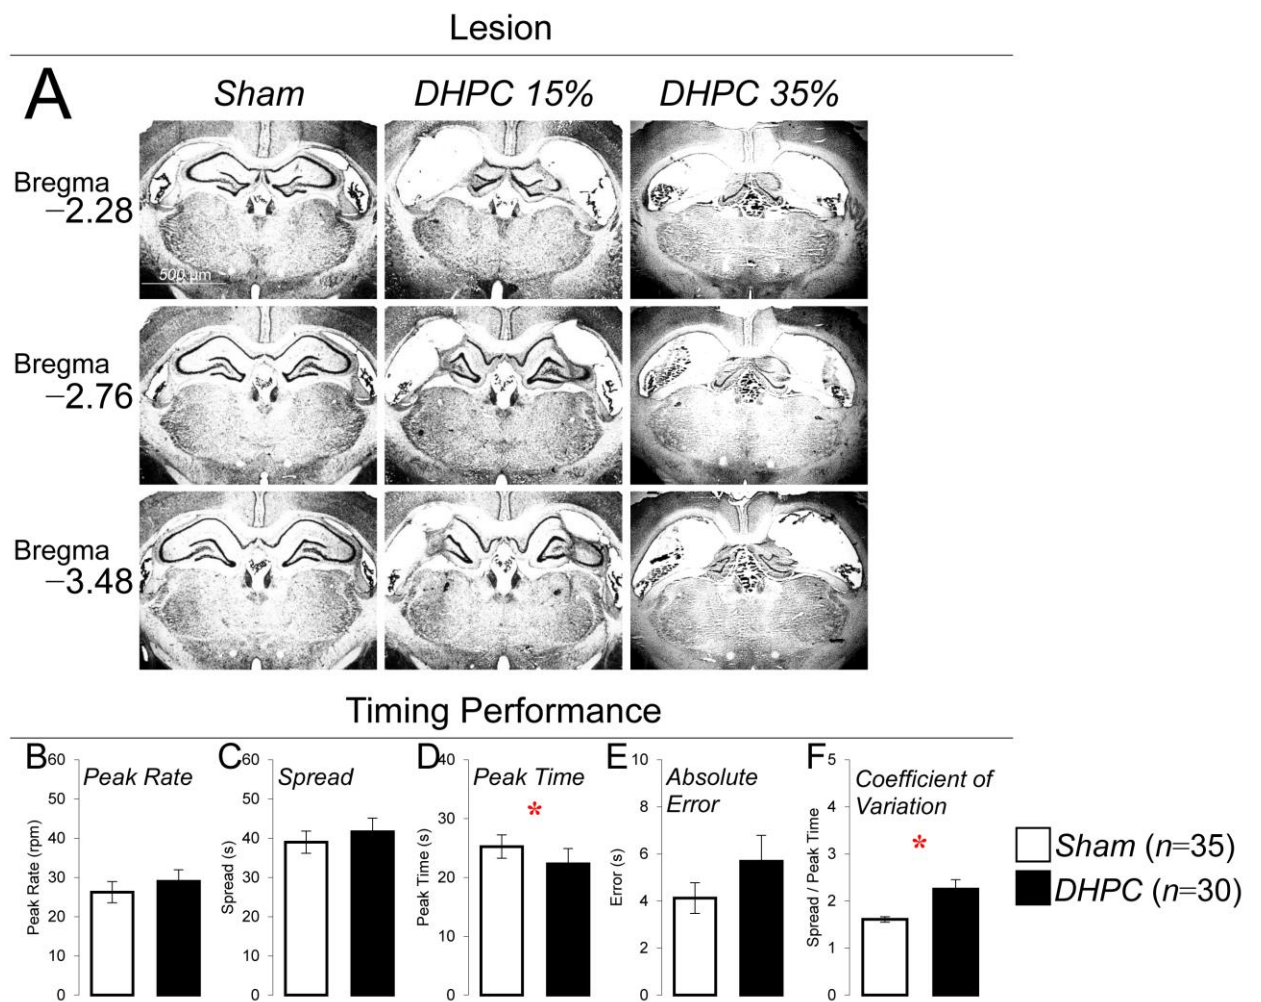 Lesion
A
Sham
DHPC 15%
DHPC 35%
Bregma
−2.28
500 µm
Bregma
−2.76
Bregma
−3.48
Timing Performance
B
60
50
40
30
20
10
0
Peak Rate (rpm)
Peak Rate
C
60
50
40
30
20
10
0
Spread (s)
Spread
D
40
30
20
10
0
Peak Time (s)
Peak Time
*
E
10
8
6
4
2
0
Error (s)
Absolute
Error
F
5
4
3
2
1
0
Spread / Peak Time
Coefficient of
Variation
*
Sham (n=35)
DHPC (n=30)